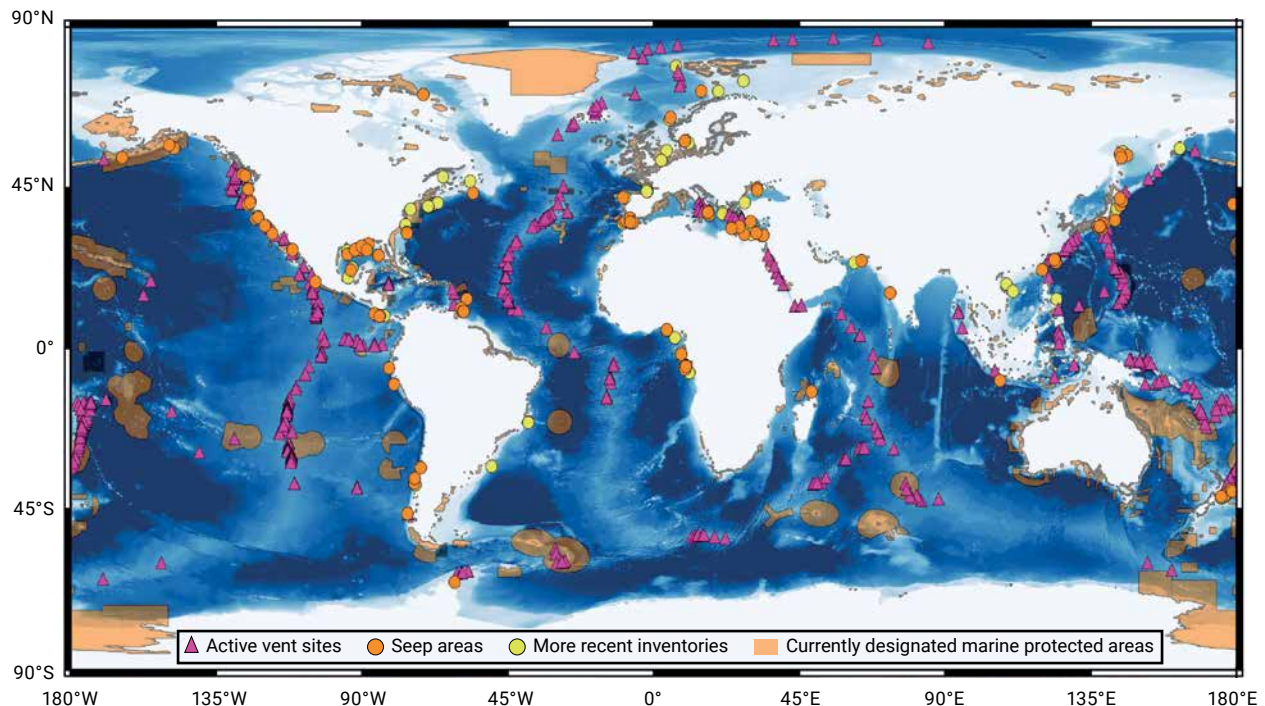 90°N
45°N
0°
45°S
90°S
Active vent sites Seep areas More recent inventories Currently designated marine protected areas
180°W 135°W 90°W 45°W 0° 45°E 90°E 135°E 180°E